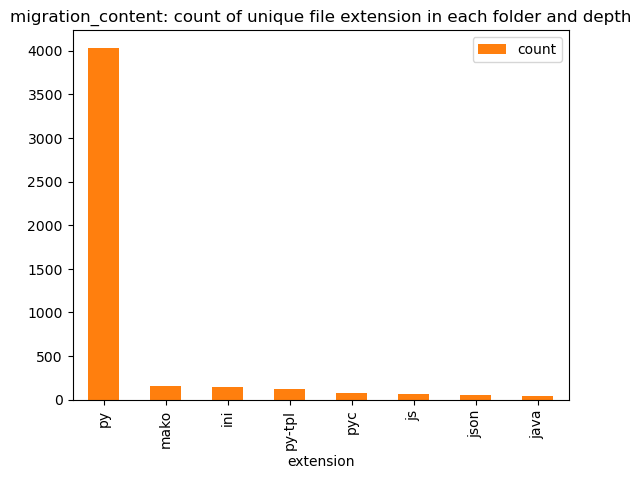 migration_content: count of unique file extension in each folder and depth
count
4000
3500
3000
2500
2000
1500
1000
500
0
py
mako
ini
py-tpl
pyc
js
json
java
extension